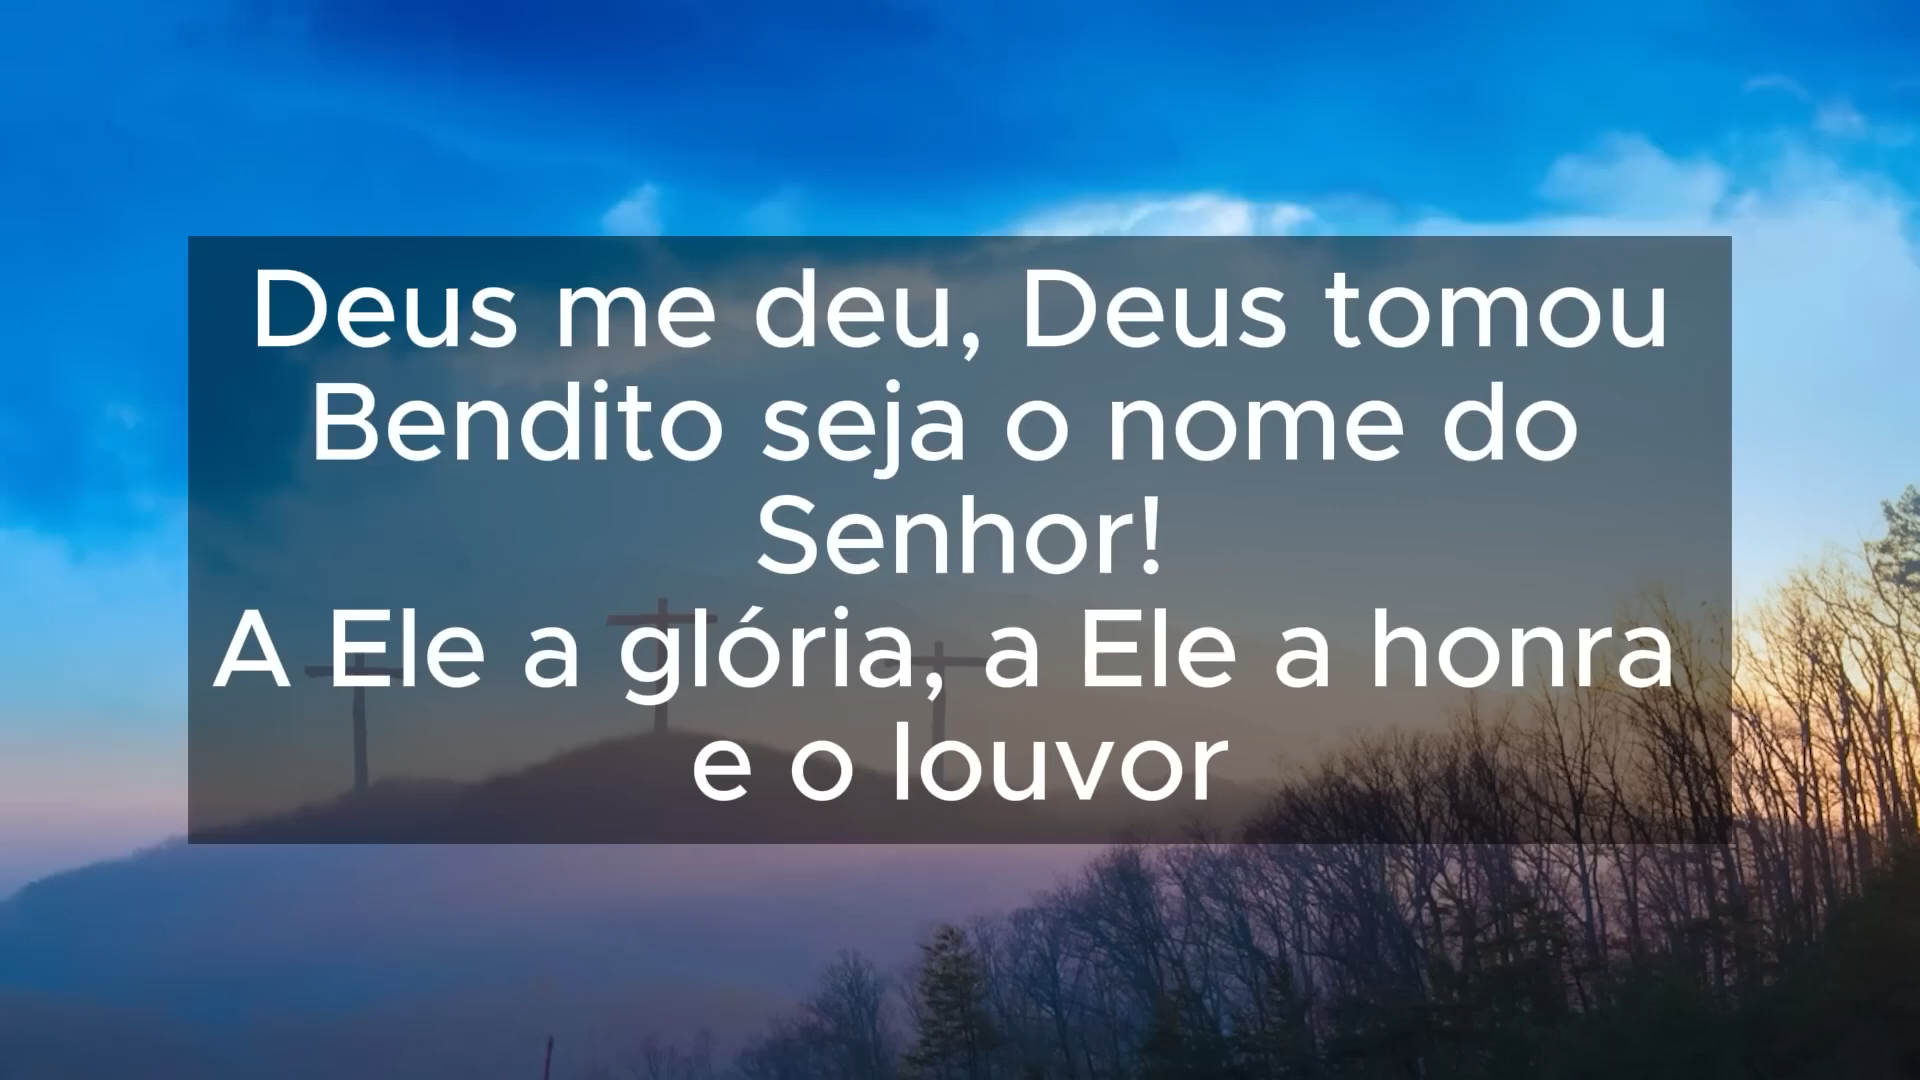 Deus me deu, Deus tomou
Bendito seja o nome do
Senhor!
A Ele a glória, a Ele a honra
e o louvor